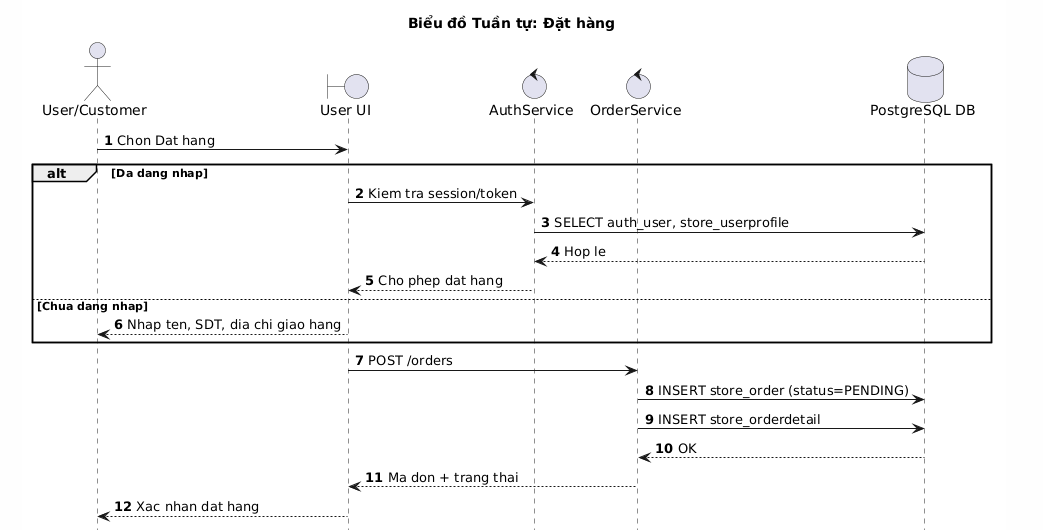 Biểu đồ Tuần tự: Đặt hàng
User/Customer
User UI
AuthService
OrderService
PostgreSQL DB
1 Chon Dat hang
alt [Da dang nhap]
2 Kiem tra session/token
3 SELECT auth_user, store_userprofile
4 Hop le
5 Cho phep dat hang
[Chua dang nhap]
6 Nhap ten, SDT, dia chi giao hang
7 POST /orders
8 INSERT store_order (status=PENDING)
9 INSERT store_orderdetail
10 OK
11 Ma don + trang thai
12 Xac nhan dat hang